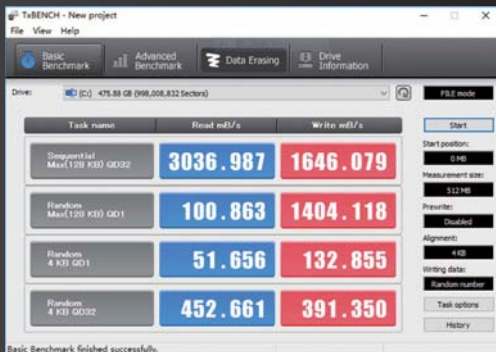 TxBENCH - New project
File View Help
Basic Benchmark
Advanced Benchmark
Data Erasing
Drive Information
Drive: (C:) 475.88 GB (998,008,832 Sectors)
FILE mode
Task name Read mB/s Write mB/s
Start
Sequential
Max(128 KB) QD32
3036.987 1646.079
Start position:
0 MB
Measurement size:
512 MB
Random
Max(128 KB) QD1
100.863 1404.118
Prewrite:
Disabled
Alignment:
4 KB
Random
4 KB QD1
51.656 132.855
Writing data:
Random number
Random
4 KB QD32
452.661 391.350
Task options
History
Basic Benchmark finished successfully.